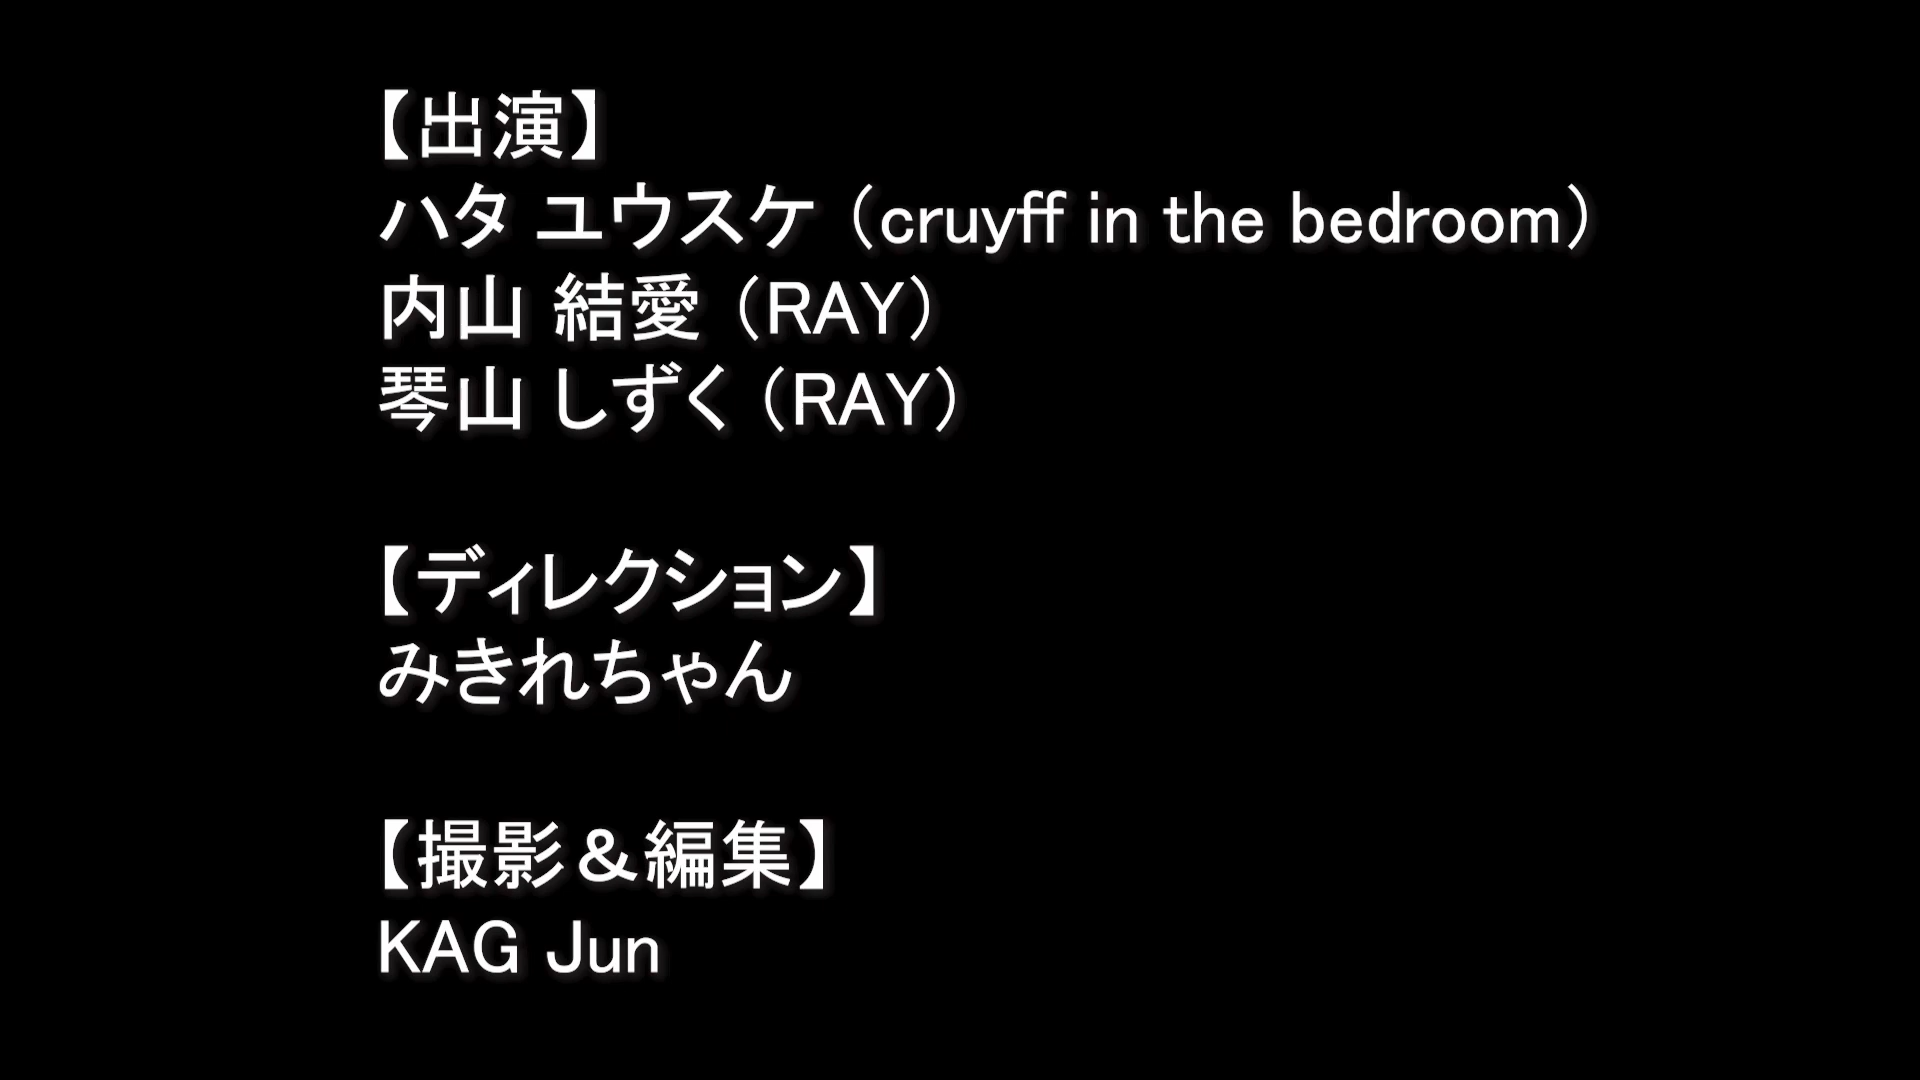 【出演】
ハタ ユウスケ（cruyff in the bedroom）
内山 結愛（RAY）
琴山 しずく（RAY）
【ディレクション】
みきれちゃん
【撮影＆編集】
KAG Jun